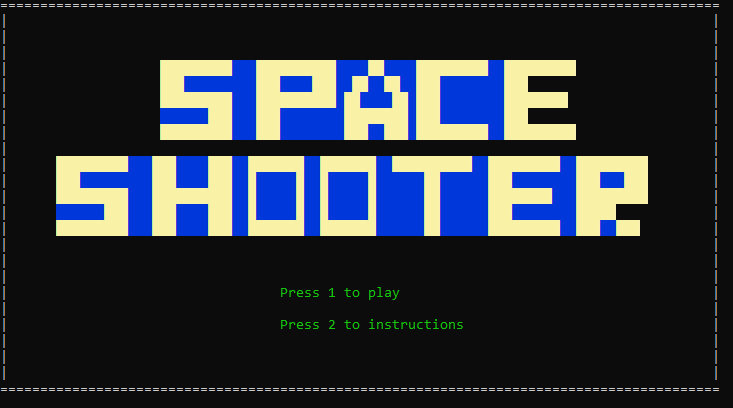 SPACE
SHOOTER
Press 1 to play
Press 2 to instructions